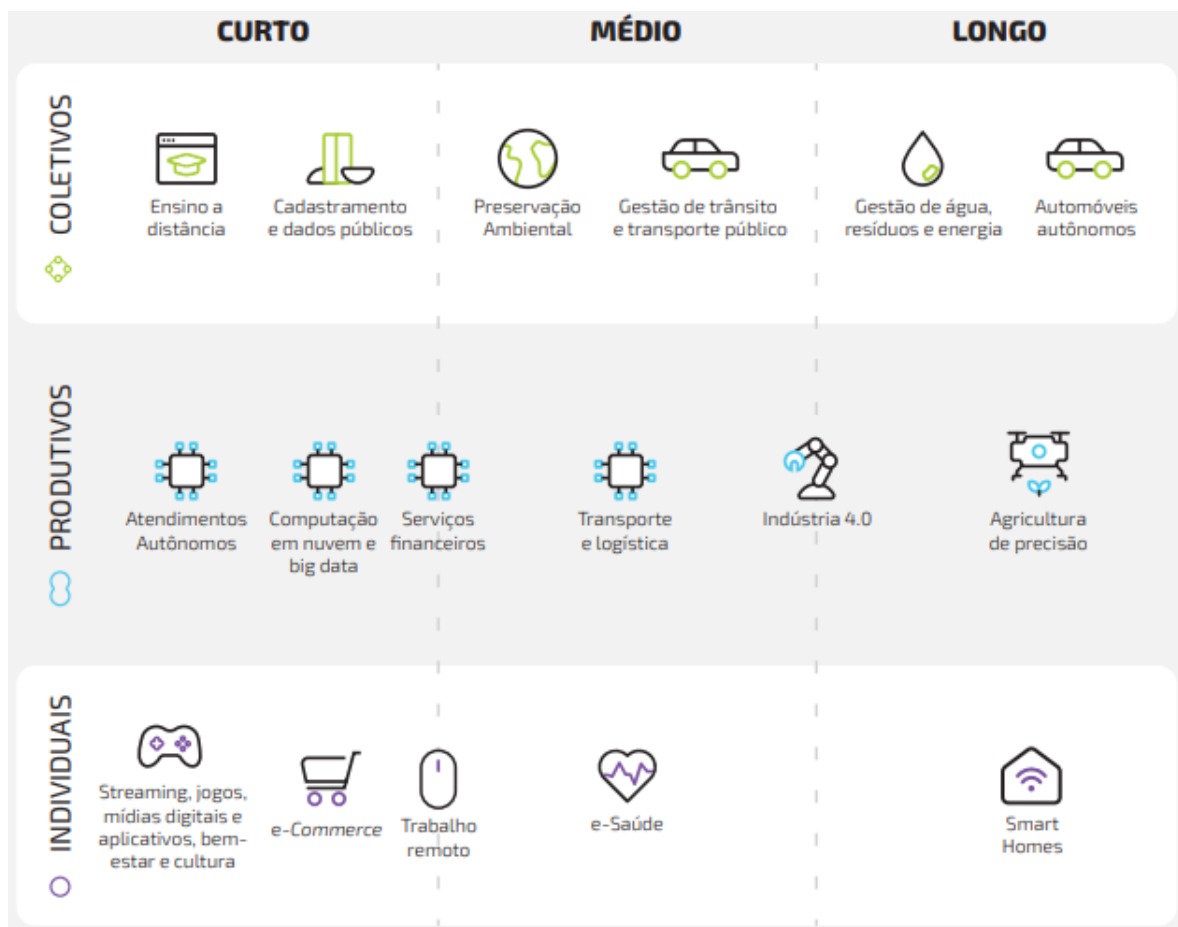 CURTO
MÉDIO
LONGO
COLETIVOS
Ensino a
distância
Cadastramento
e dados públicos
Preservação
Ambiental
Gestão de trânsito
e transporte público
Gestão de água,
resíduos e energia
Automóveis
autônomos
PRODUTIVOS
Atendimentos
Autônomos
Computação
em nuvem e
big data
Serviços
financeiros
Transporte
e logística
Indústria 4.0
Agricultura
de precisão
INDIVIDUAIS
Streaming, jogos,
mídias digitais e
aplicativos, bem-
estar e cultura
e-Commerce
Trabalho
remoto
e-Saúde
Smart
Homes